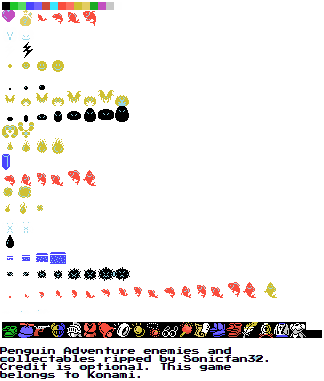 Penguin Adventure enemies and
collectables ripped by Sonicfan32.
Credit is optional. This game
belongs to Konami.